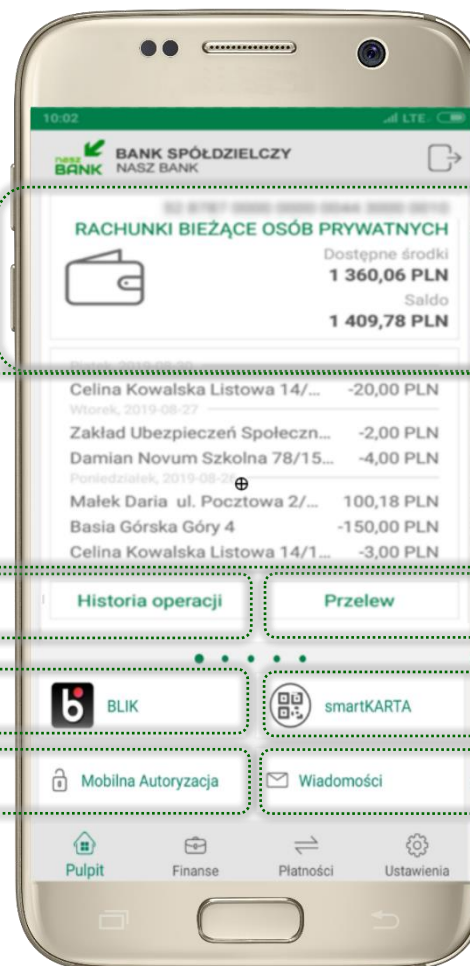 10:02 LTE
nasz BANK BANK SPÓŁDZIELCZY
NASZ BANK
RACHUNKI BIEŻĄCE OSÓB PRYWATNYCH
Dostępne środki
1 360,06 PLN
Saldo
1 409,78 PLN
Celina Kowalska Listowa 14/... -20,00 PLN
Wtorek, 2019-08-27
Zakład Ubezpieczeń Społeczn... -2,00 PLN
Damian Novum Szkolna 78/15... -4,00 PLN
Poniedziałek, 2019-08-26
Małek Daria ul. Pocztowa 2/... 100,18 PLN
Basia Górska Góry 4 -150,00 PLN
Celina Kowalska Listowa 14/1... -3,00 PLN
Historia operacji Przelew
BLIK smartKARTA
Mobilna Autoryzacja Wiadomości
Pulpit Finanse Płatności Ustawienia